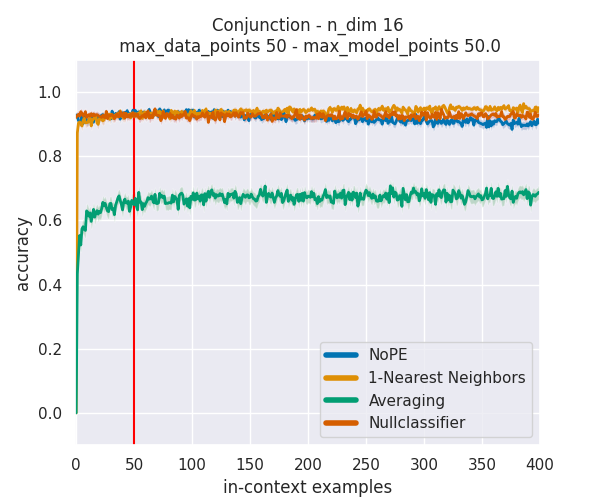 Conjunction - n_dim 16
max_data_points 50 - max_model_points 50.0
accuracy
1.0
0.8
0.6
0.4
0.2
0.0
NoPE
1-Nearest Neighbors
Averaging
Nullclassifier
0 50 100 150 200 250 300 350 400
in-context examples